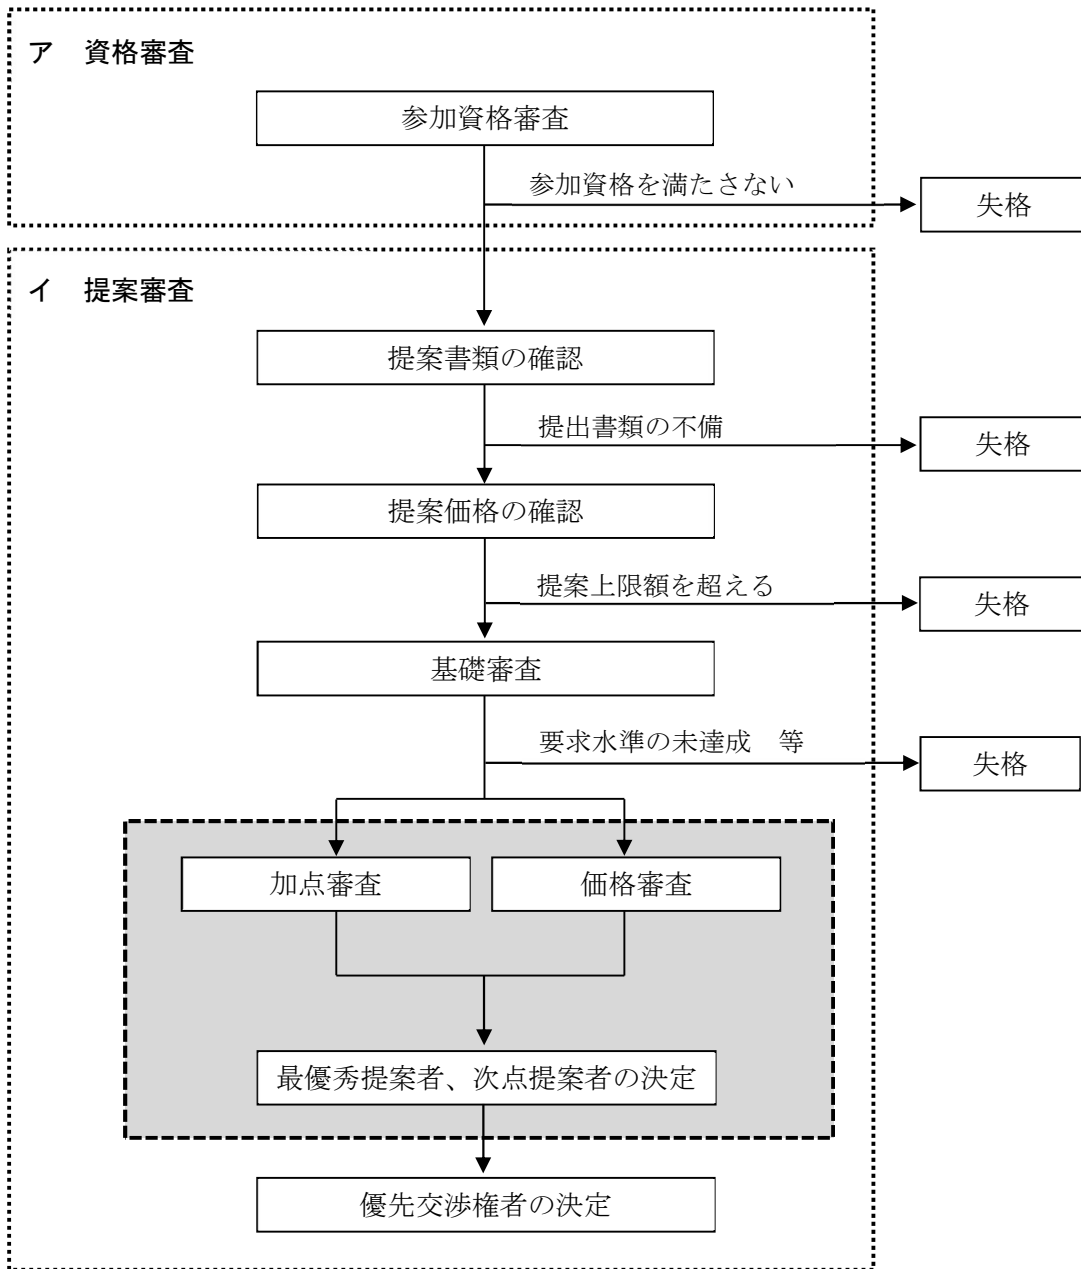 ア　資格審査
参加資格審査
参加資格を満たさない
失格
イ　提案審査
提案書類の確認
提出書類の不備
失格
提案価格の確認
提案上限額を超える
失格
基礎審査
要求水準の未達成　等
失格
加点審査
価格審査
最優秀提案者、次点提案者の決定
優先交渉権者の決定